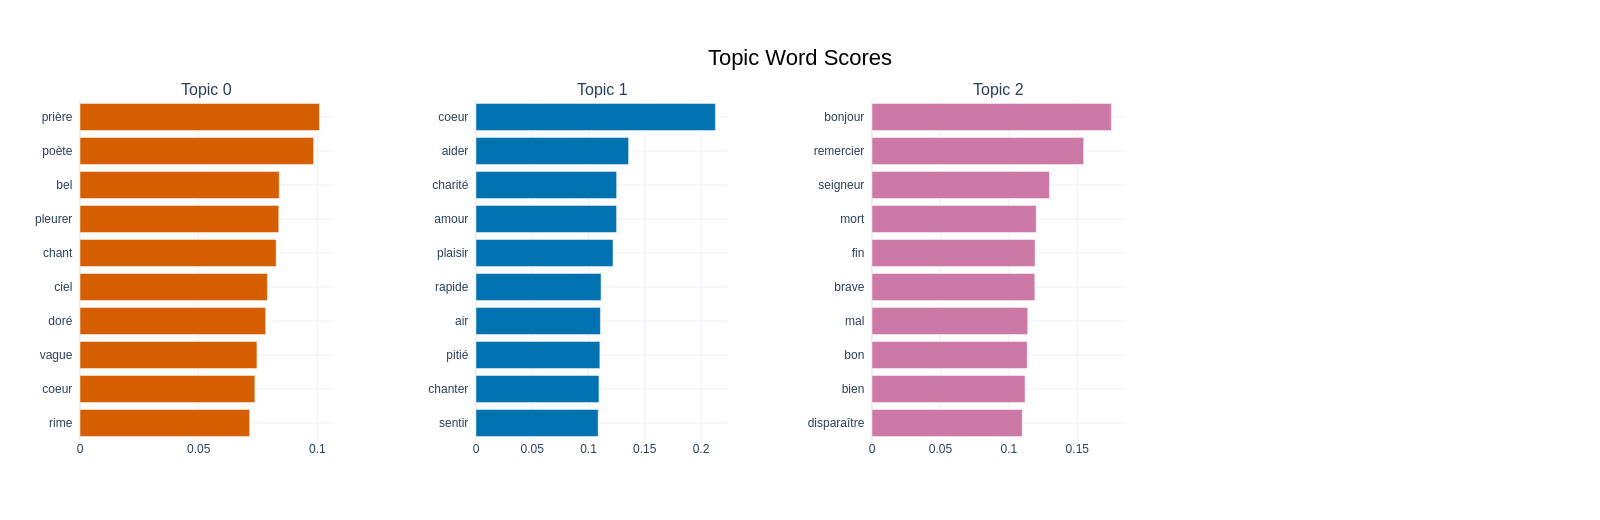 Topic Word Scores
Topic 0
prière
poète
bel
pleurer
chant
ciel
doré
vague
coeur
rime
0 0.05 0.1
Topic 1
coeur
aider
charité
amour
plaisir
rapide
air
pitié
chanter
sentir
0 0.05 0.1 0.15 0.2
Topic 2
bonjour
remercier
seigneur
mort
fin
brave
mal
bon
bien
disparaître
0 0.05 0.1 0.15